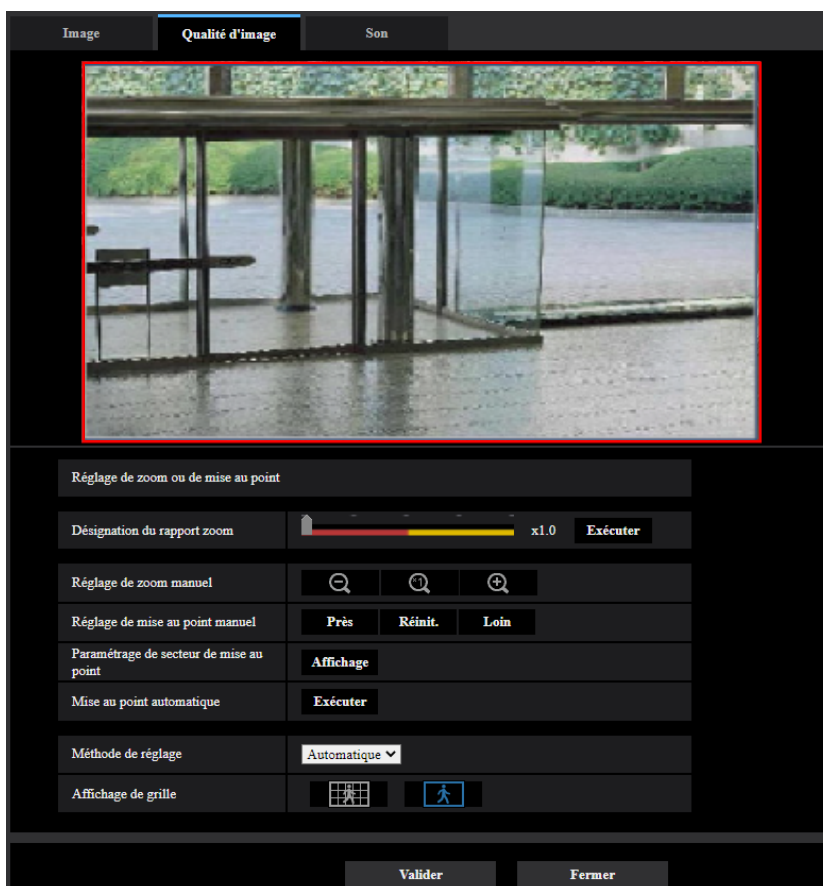 Image Qualité d'image Son
Réglage de zoom ou de mise au point
Désignation du rapport zoom x1.0 Exécuter
Réglage de zoom manuel ×1
Réglage de mise au point manuel Près Réinit. Loin
Paramétrage de secteur de mise au
point Affichage
Mise au point automatique Exécuter
Méthode de réglage Automatique
Affichage de grille
Valider Fermer